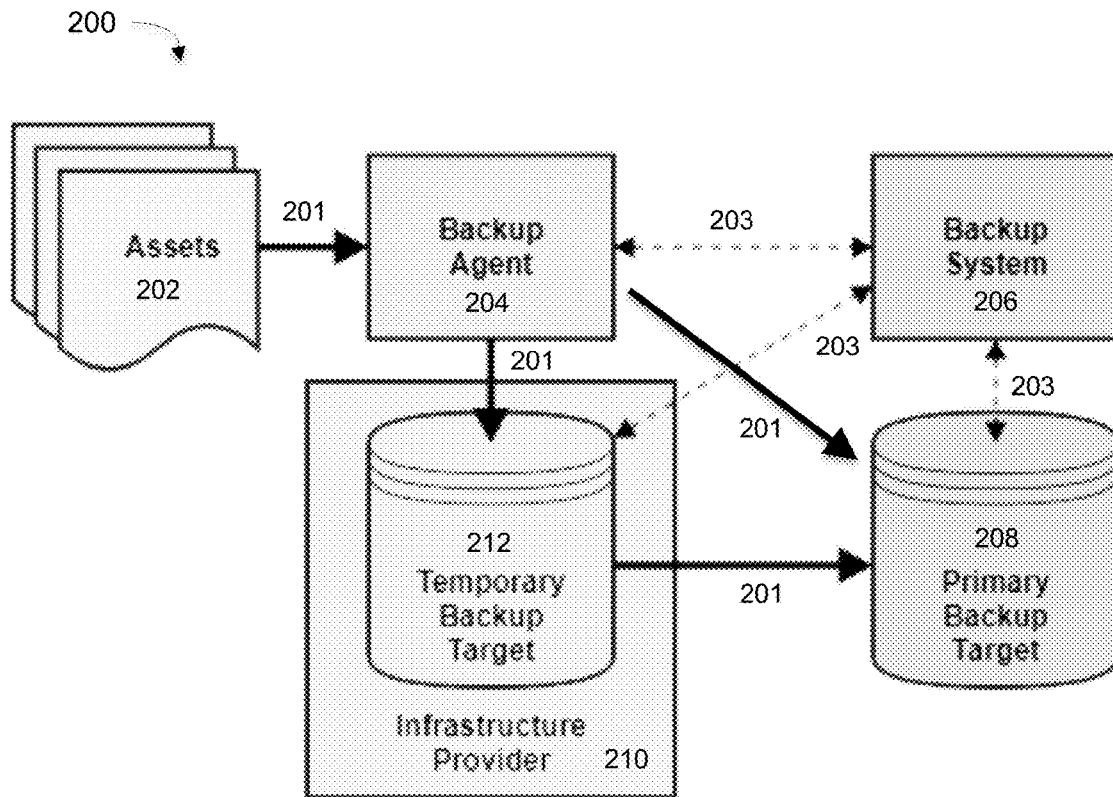 200
201
Assets
202
Backup
Agent
204
203
Backup
System
206
201
203
203
201
212
Temporary
Backup
Target
201
208
Primary
Backup
Target
Infrastructure
Provider
210